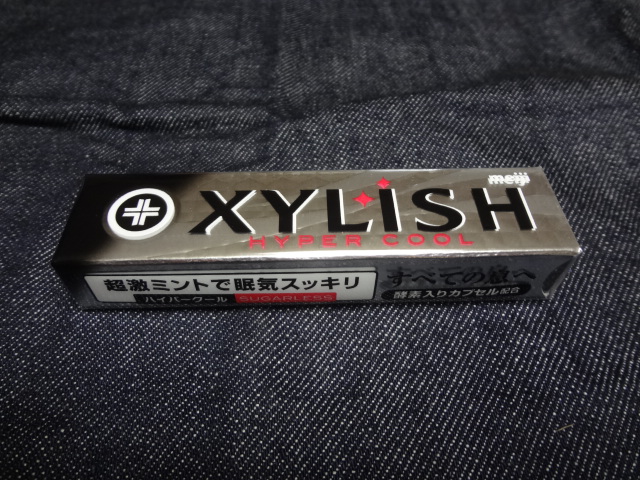 meiji
XYLISH
HYPER COOL
超激ミントで眠気スッキリ
ハイパークール SUGARLESS
すべての
酵素入りカプセル配合